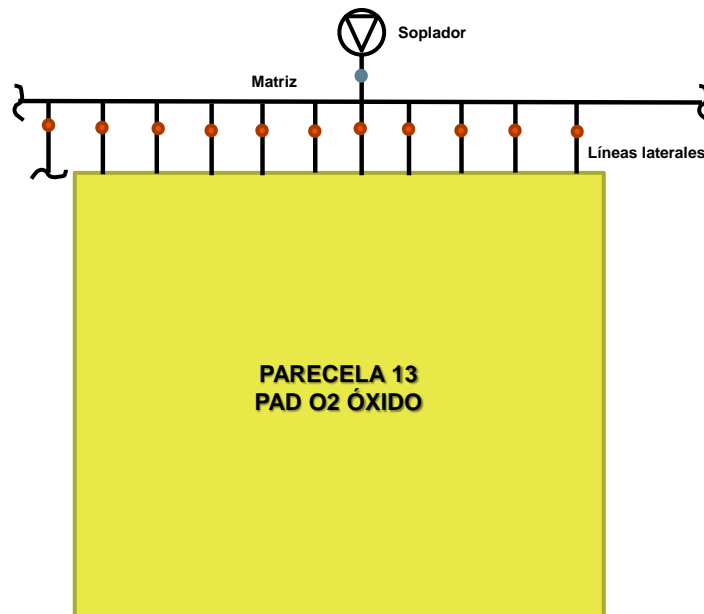 Soplador
Matriz
Líneas laterales
PARECELA 13
PAD O2 ÓXIDO